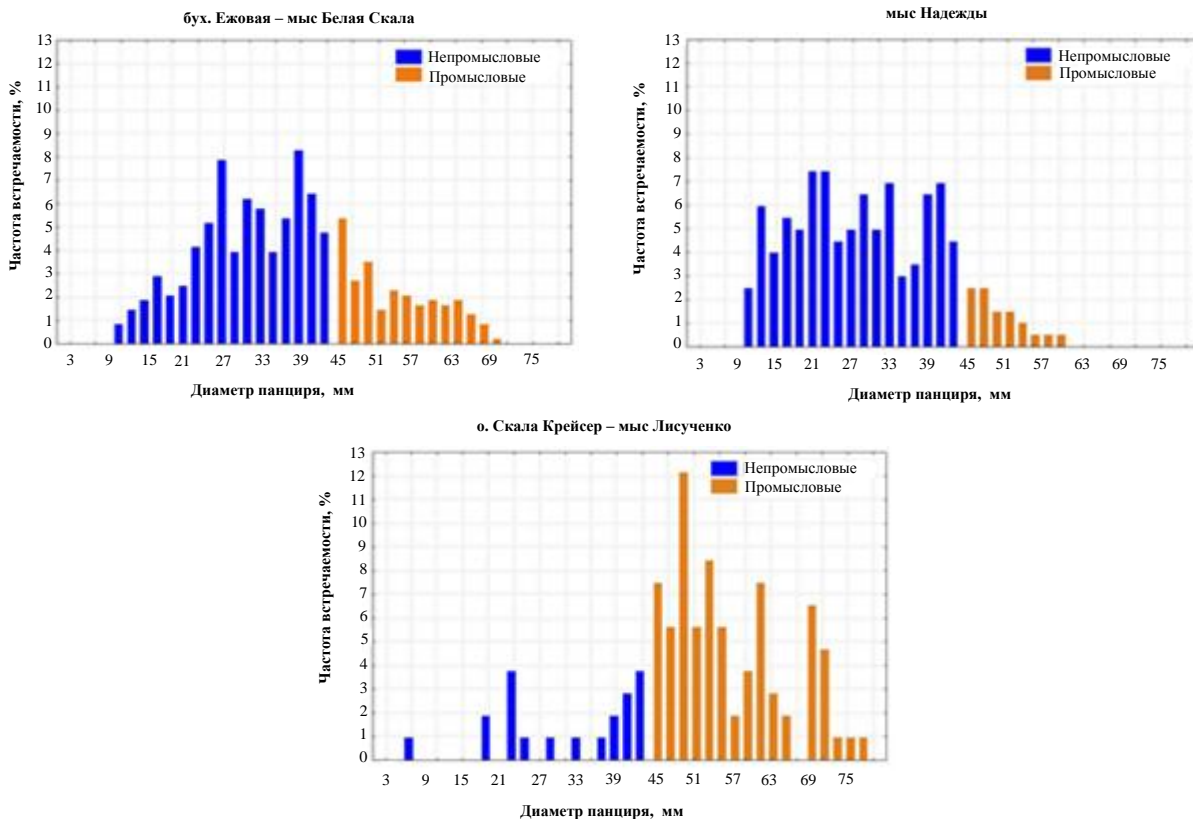 бух. Ежовая – мыс Белая Скала
13
12
11
10
9
8
7
6
5
4
3
2
1
0
Частота встречаемости, %
Непромысловые
Промысловые
3 9 15 21 27 33 39 45 51 57 63 69 75
Диаметр панциря, мм
мыс Надежды
13
12
11
10
9
8
7
6
5
4
3
2
1
0
Частота встречаемости, %
Непромысловые
Промысловые
3 9 15 21 27 33 39 45 51 57 63 69 75
Диаметр панциря, мм
о. Скала Крейсер – мыс Лисученко
13
12
11
10
9
8
7
6
5
4
3
2
1
0
Частота встречаемости, %
Непромысловые
Промысловые
3 9 15 21 27 33 39 45 51 57 63 69 75
Диаметр панциря, мм